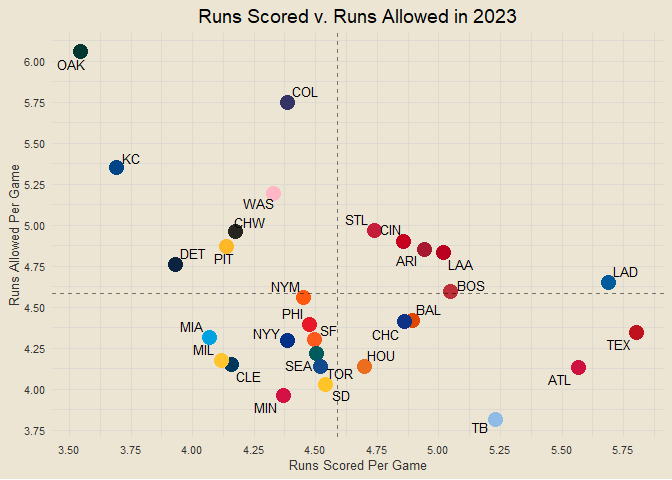 Runs Scored v. Runs Allowed in 2023
6.00
OAK
5.75
COL
5.50
KC
5.25
WAS
Runs Allowed Per Game
5.00
CHW
STL
CIN
DET
PIT
ARI
LAA
4.75
LAD
BOS
NYM
4.50
BAL
PHI
MIA
NYY
SF
CHC
TEX
4.25
MIL
HOU
CLE
SEA
TOR
ATL
4.00
MIN
SD
3.75
TB
3.50
3.75
4.00
4.25
4.50
4.75
5.00
5.25
5.50
5.75
Runs Scored Per Game